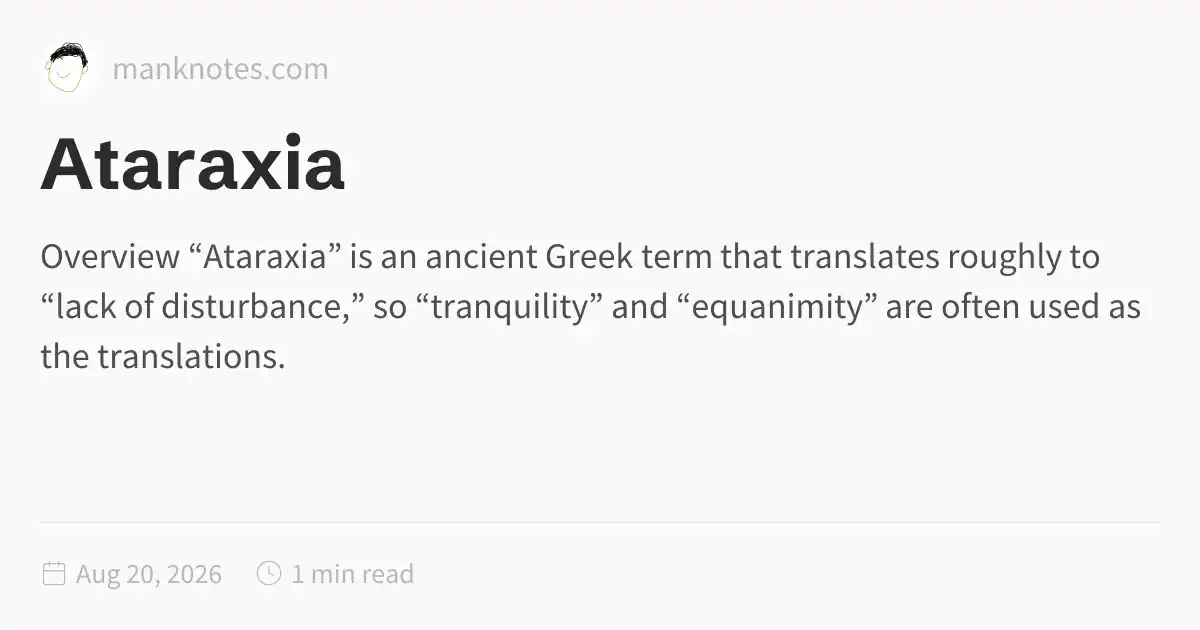 manknotes.com
Ataraxia
Overview “Ataraxia” is an ancient Greek term that translates roughly to
“lack of disturbance,” so “tranquility” and “equanimity” are often used as
the translations.
Aug 20, 2026 1 min read